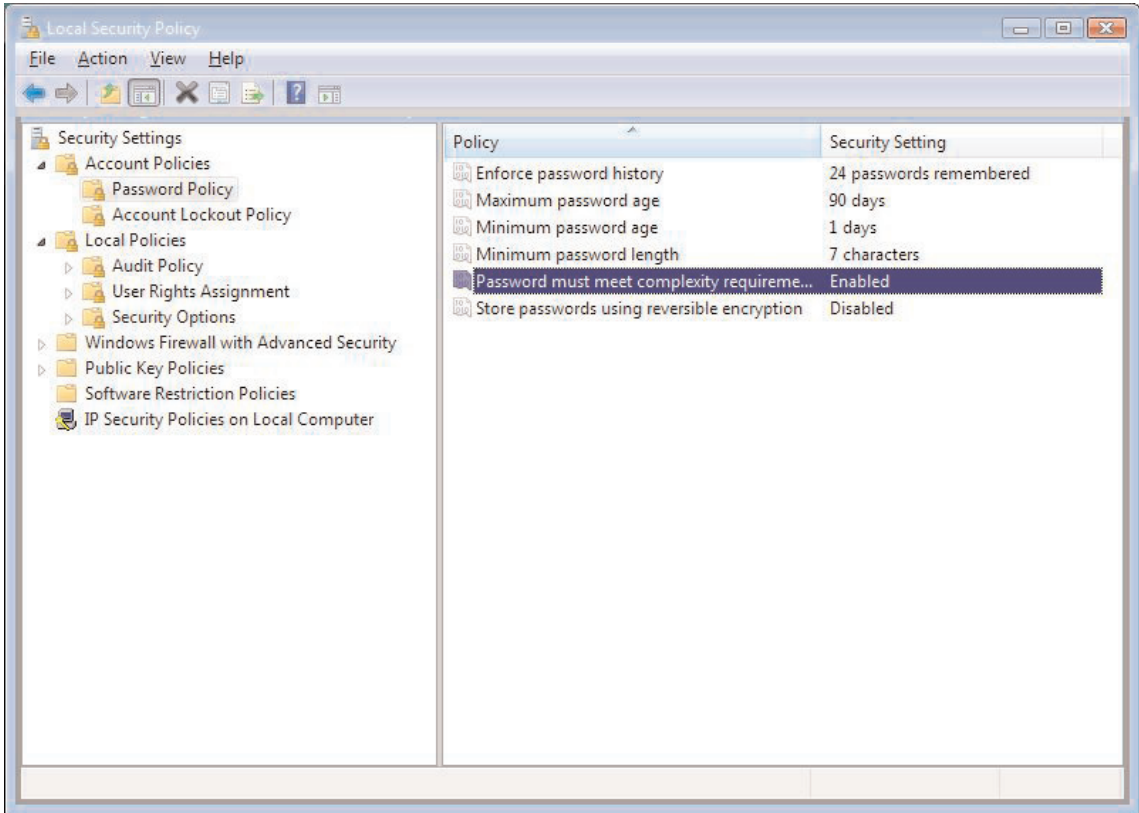 Local Security Policy
File Action View Help
Security Settings
Account Policies
Password Policy
Account Lockout Policy
Local Policies
Audit Policy
User Rights Assignment
Security Options
Windows Firewall with Advanced Security
Public Key Policies
Software Restriction Policies
IP Security Policies on Local Computer
Policy Security Setting
Enforce password history 24 passwords remembered
Maximum password age 90 days
Minimum password age 1 days
Minimum password length 7 characters
Password must meet complexity requireme... Enabled
Store passwords using reversible encryption Disabled